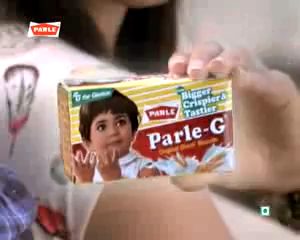 PARLE
G for Genius
Bigger,
Crispier &
Tastier
PARLE
Parle-G